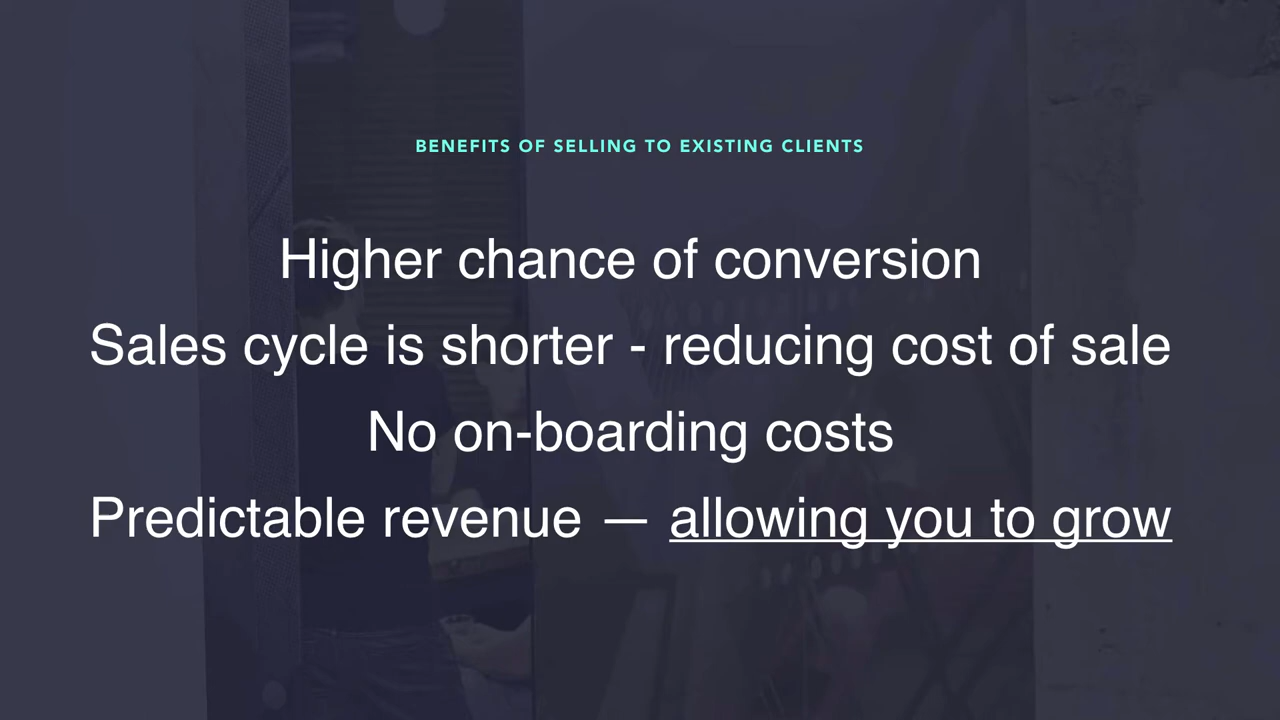 BENEFITS OF SELLING TO EXISTING CLIENTS
Higher chance of conversion
Sales cycle is shorter - reducing cost of sale
No on-boarding costs
Predictable revenue — allowing you to grow